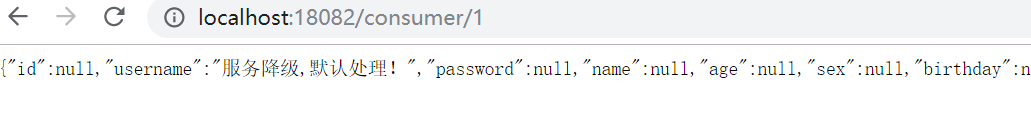 localhost:18082/consumer/1
{"id":null,"username":"服务降级,默认处理！","password":null,"name":null,"age":null,"sex":null,"birthday":n